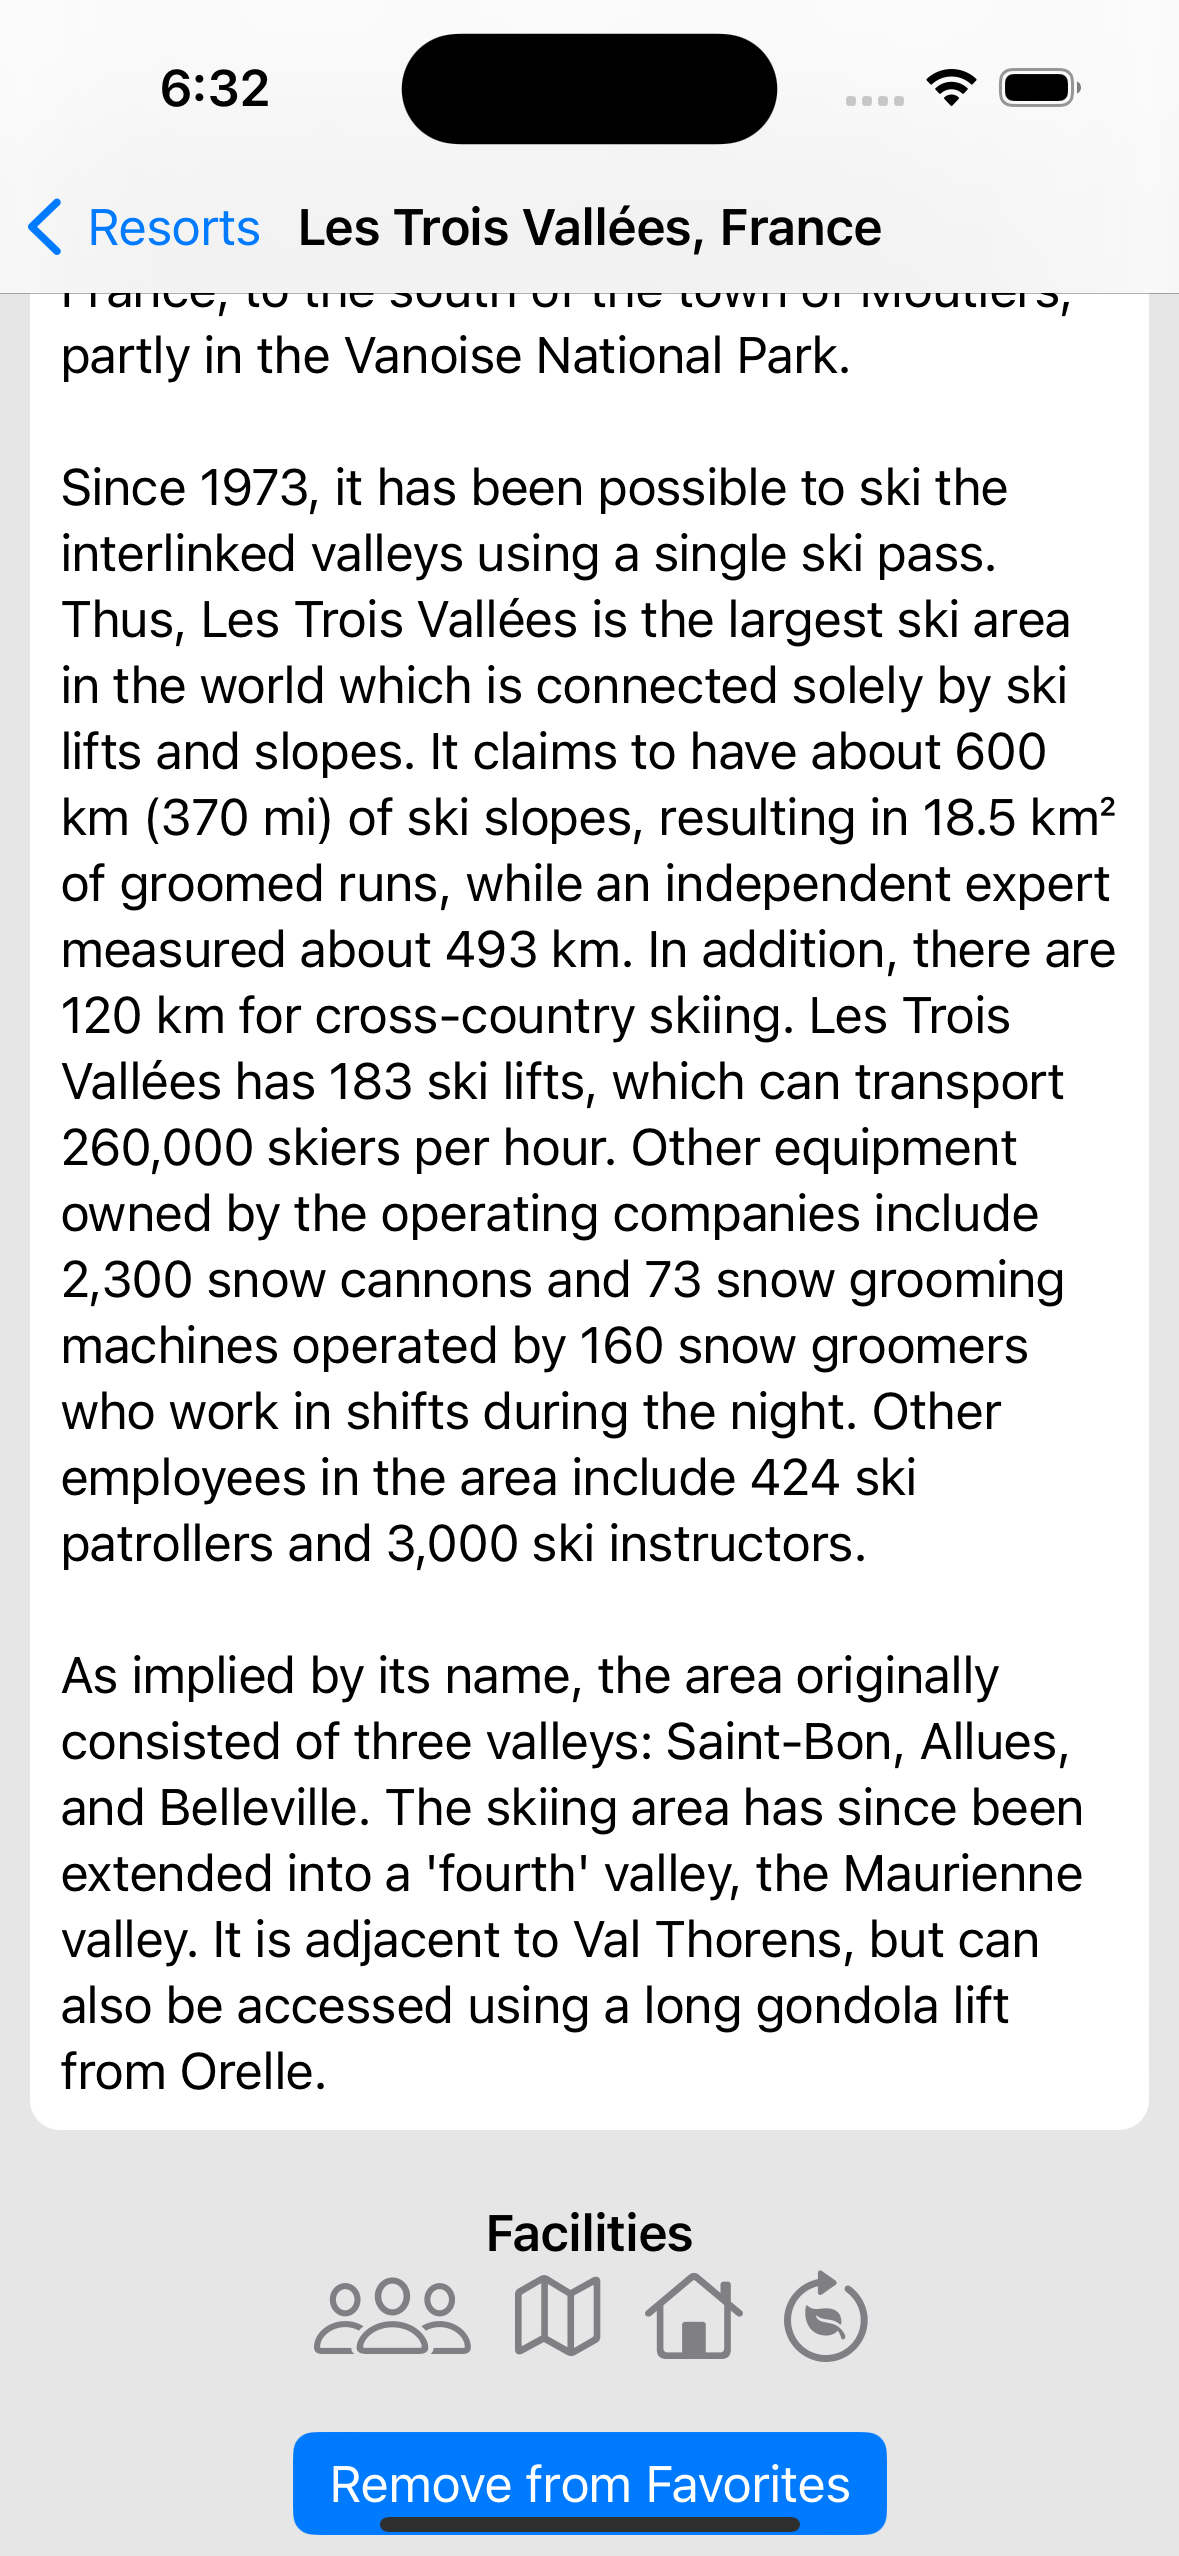 6:32
Resorts
Les Trois Vallées, France
France, to the south of the town of Moûtiers,
partly in the Vanoise National Park.
Since 1973, it has been possible to ski the
interlinked valleys using a single ski pass.
Thus, Les Trois Vallées is the largest ski area
in the world which is connected solely by ski
lifts and slopes. It claims to have about 600
km (370 mi) of ski slopes, resulting in 18.5 km²
of groomed runs, while an independent expert
measured about 493 km. In addition, there are
120 km for cross-country skiing. Les Trois
Vallées has 183 ski lifts, which can transport
260,000 skiers per hour. Other equipment
owned by the operating companies include
2,300 snow cannons and 73 snow grooming
machines operated by 160 snow groomers
who work in shifts during the night. Other
employees in the area include 424 ski
patrollers and 3,000 ski instructors.
As implied by its name, the area originally
consisted of three valleys: Saint-Bon, Allues,
and Belleville. The skiing area has since been
extended into a 'fourth' valley, the Maurienne
valley. It is adjacent to Val Thorens, but can
also be accessed using a long gondola lift
from Orelle.
Facilities
Remove from Favorites